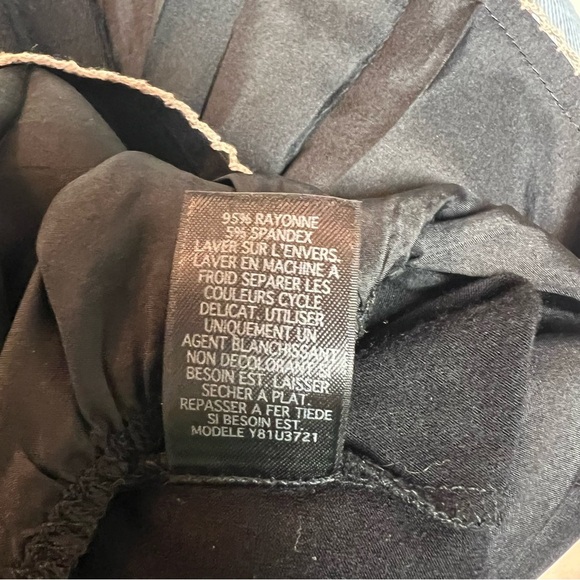 95% RAYONNE
5% SPANDEX
LAVER SUR L'ENVERS.
LAVER EN MACHINE A
FROID SEPARER LES
COULEURS CYCLE
DELICAT. UTILISER
UNIQUEMENT UN
AGENT BLANCHISSANT
NON DECOLORANT SI
BESOIN EST. LAISSER
SECHER A PLAT.
REPASSER A FER TIEDE
SI BESOIN EST.
MODELE Y81U3721